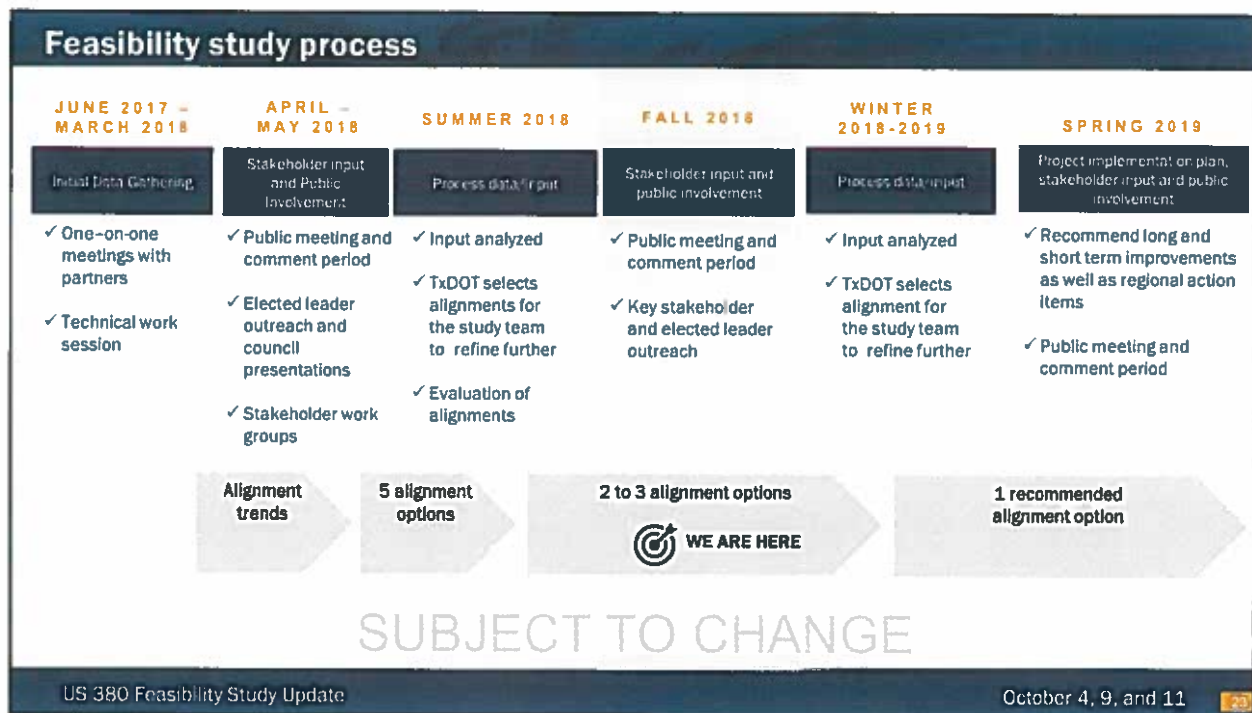 Feasibility study process
JUNE 2017 –
MARCH 2018
Initial Data Gathering
✓ One-on-one
meetings with
partners
✓ Technical work
session
APRIL –
MAY 2018
Stakeholder input
and Public
Involvement
✓ Public meeting and
comment period
✓ Elected leader
outreach and
council
presentations
✓ Stakeholder work
groups
SUMMER 2018
Process data/input
✓ Input analyzed
✓ TxDOT selects
alignments for
the study team
to refine further
✓ Evaluation of
alignments
FALL 2018
Stakeholder input and
public involvement
✓ Public meeting and
comment period
✓ Key stakeholder
and elected leader
outreach
WINTER
2018-2019
Process data/input
✓ Input analyzed
✓ TxDOT selects
alignment for
the study team
to refine further
SPRING 2019
Project implementation plan,
stakeholder input and public
involvement
✓ Recommend long and
short term improvements
as well as regional action
items
✓ Public meeting and
comment period
Alignment
trends
5 alignment
options
2 to 3 alignment options
WE ARE HERE
1 recommended
alignment option
SUBJECT TO CHANGE
US 380 Feasibility Study Update
October 4, 9, and 11
23